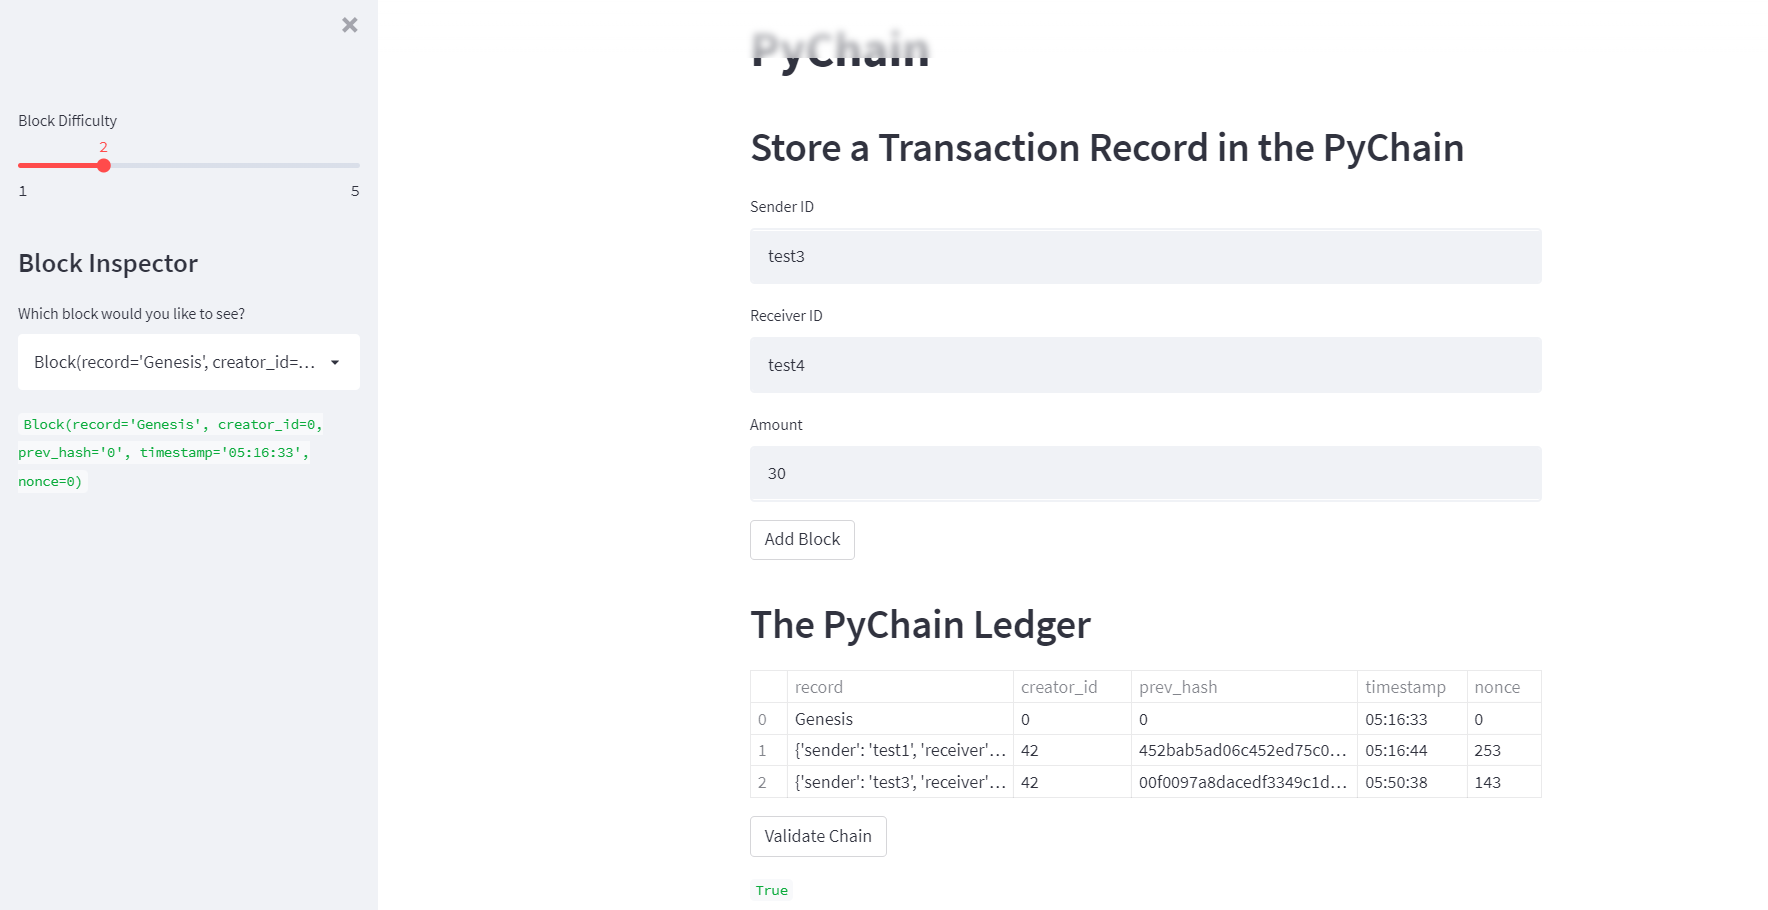 ×
Block Difficulty
2
1 5
Block Inspector
Which block would you like to see?
Block(record='Genesis', creator_id=...
Block(record='Genesis', creator_id=0,
prev_hash='0', timestamp='05:16:33',
nonce=0)
PyChain
Store a Transaction Record in the PyChain
Sender ID
test3
Receiver ID
test4
Amount
30
Add Block
The PyChain Ledger
record creator_id prev_hash timestamp nonce
0 Genesis 0 0 05:16:33 0
1 {'sender': 'test1', 'receiver'... 42 452bab5ad06c452ed75c0... 05:16:44 253
2 {'sender': 'test3', 'receiver'... 42 00f0097a8dacedf3349c1d... 05:50:38 143
Validate Chain
True